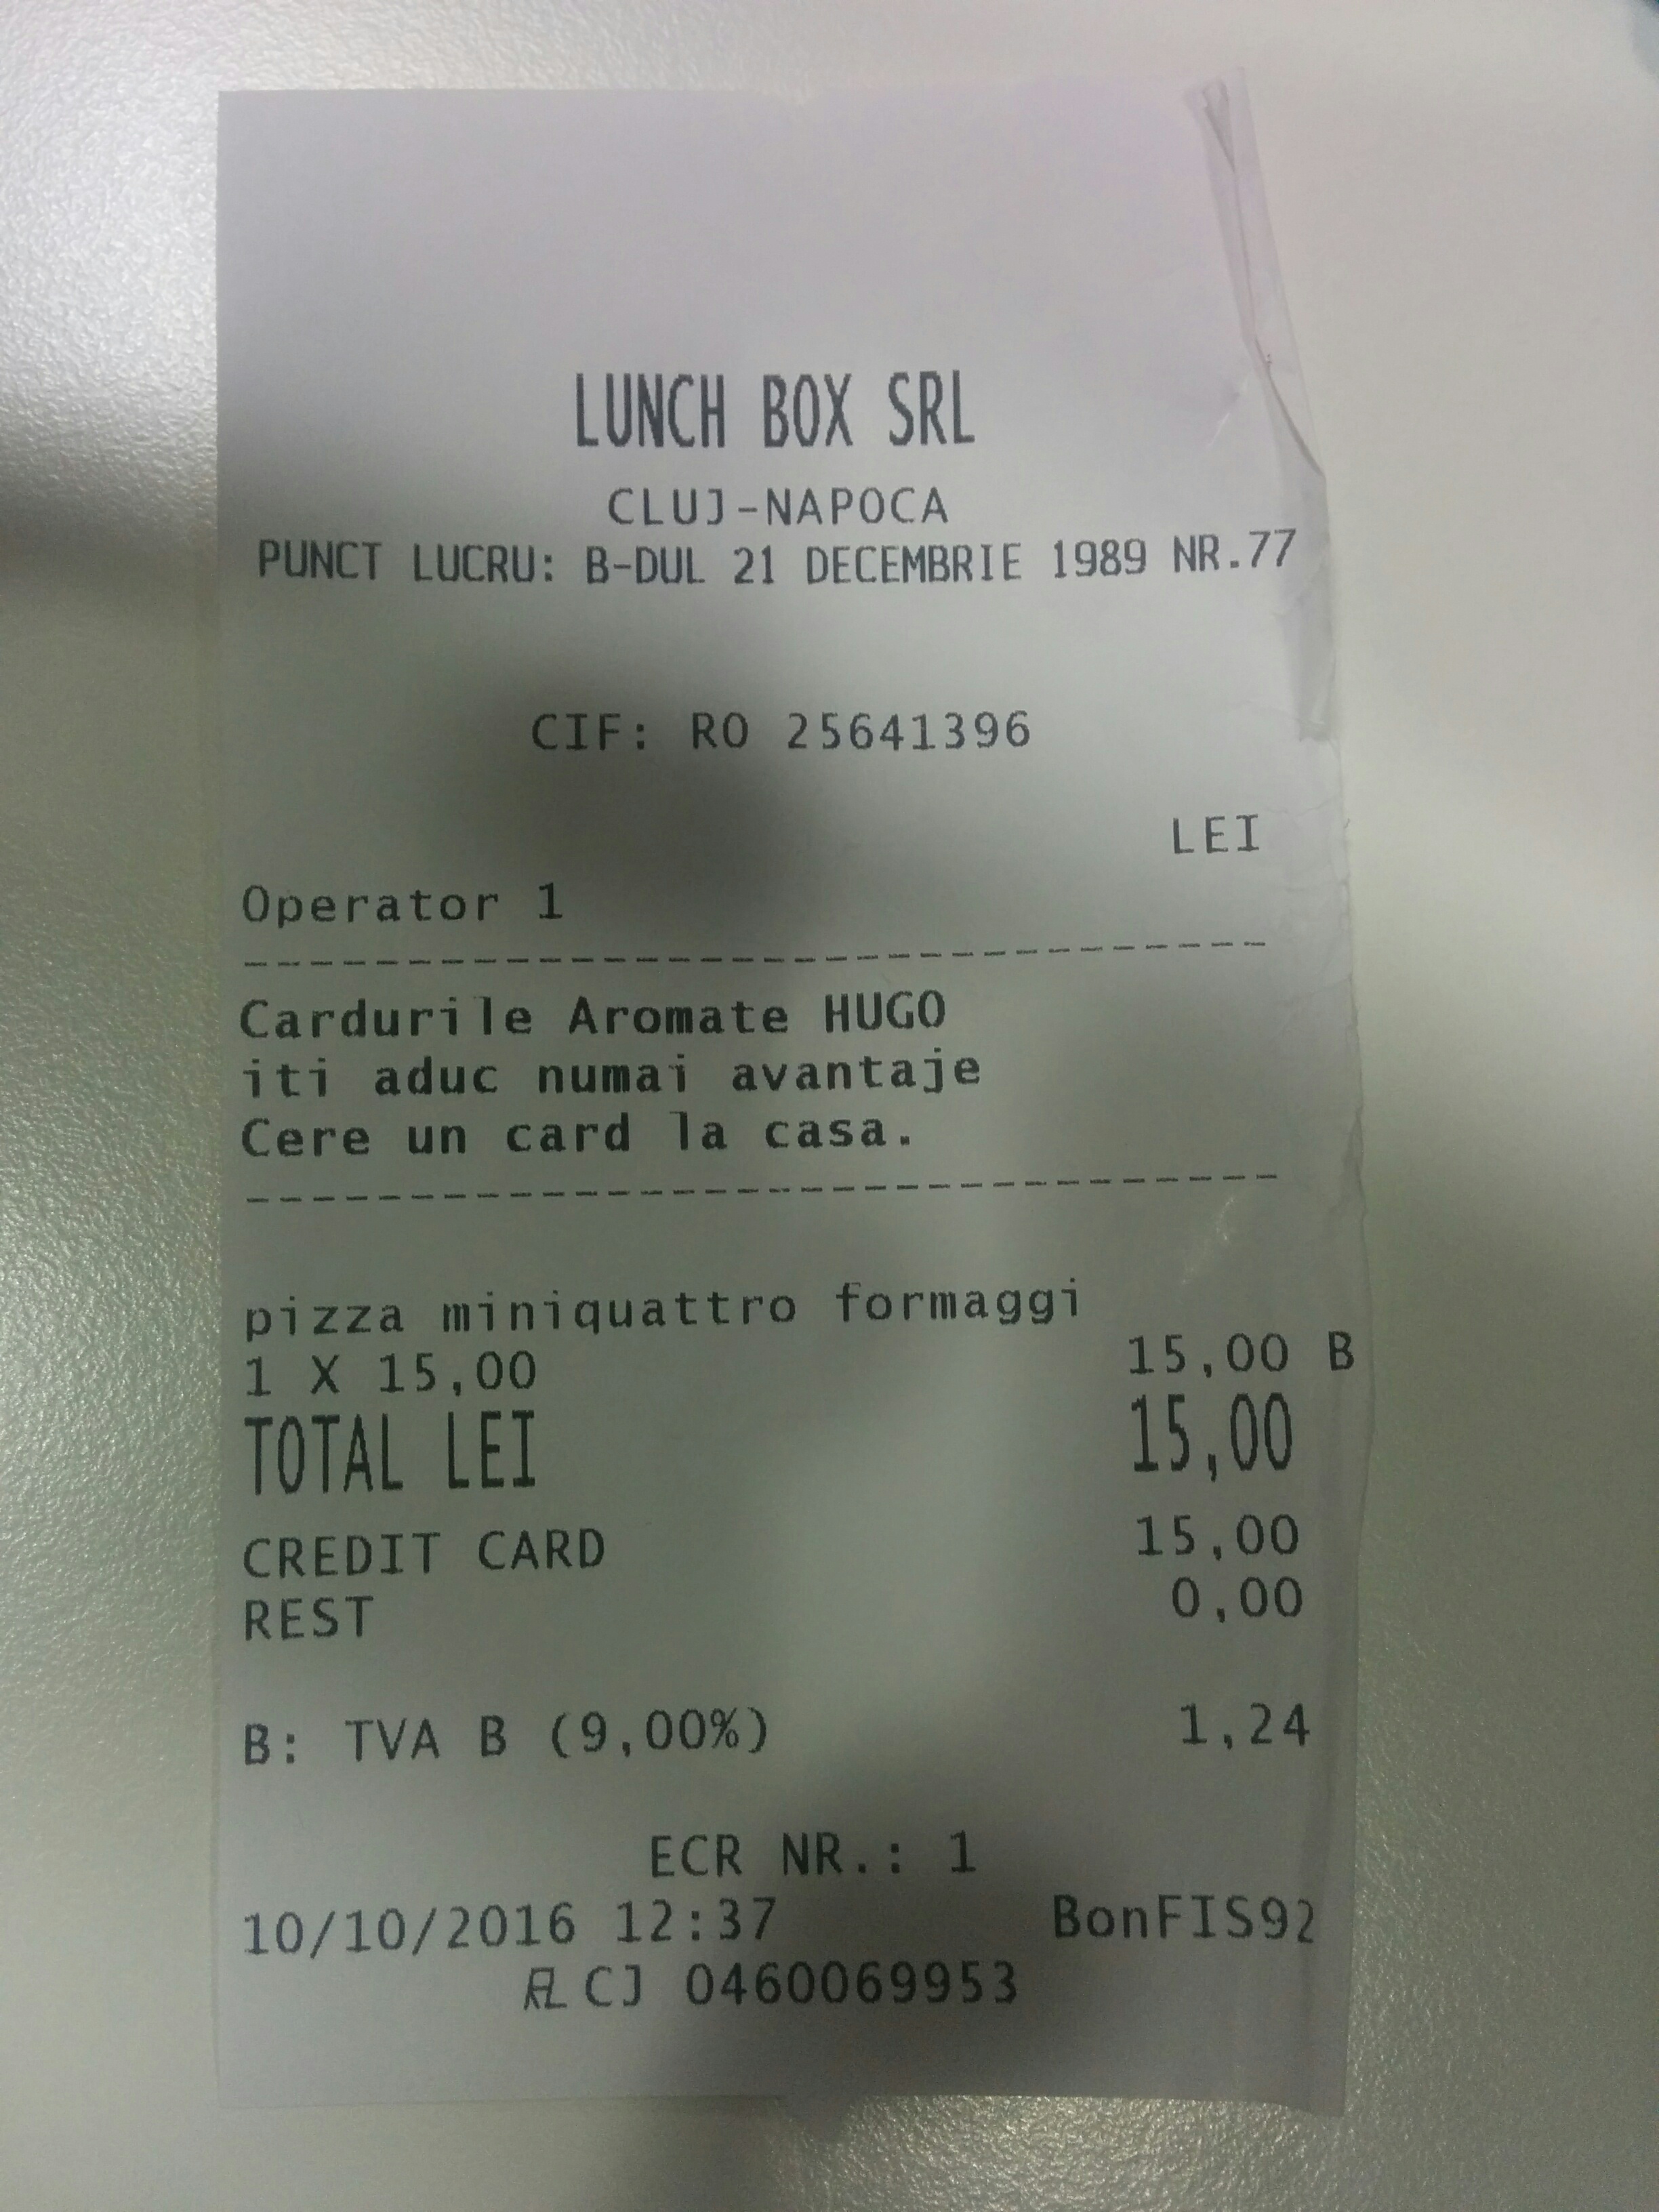 LUNCH BOX SRL
CLUJ-NAPOCA
PUNCT LUCRU: B-DUL 21 DECEMBRIE 1989 NR.77
CIF: RO 25641396
LEI
Operator 1
--------------------------------
Cardurile Aromate HUGO
iti aduc numai avantaje
Cere un card la casa.
--------------------------------
pizza miniquattro formaggi
1 X 15,00 15,00 B
TOTAL LEI 15,00
CREDIT CARD 15,00
REST 0,00
B: TVA B (9,00%) 1,24
ECR NR.: 1
10/10/2016 12:37 BonFIS92
CJ 0460069953